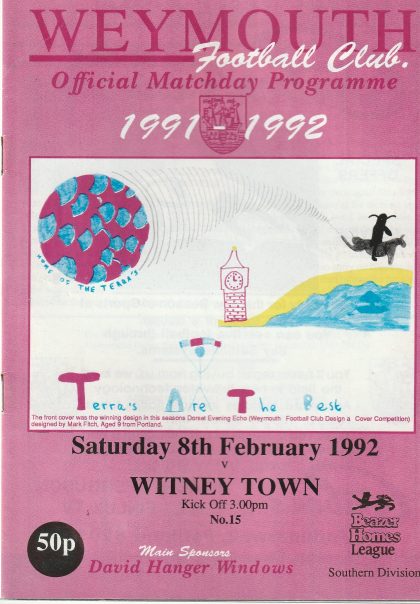 WEYMOUTH
Football Club.
Official Matchday Programme
1991-1992
HOME OF THE TERRA'S
Terra's Are The Best
The front cover was the winning design in this seasons Dorset Evening Echo (Weymouth Football Club Design a Cover Competition)
designed by Mark Fitch, Aged 9 from Portland.
Saturday 8th February 1992
v
WITNEY TOWN
Kick Off 3.00pm
No.15
50p
Main Sponsors
David Hanger Windows
Beazer
Homes
League
Southern Division